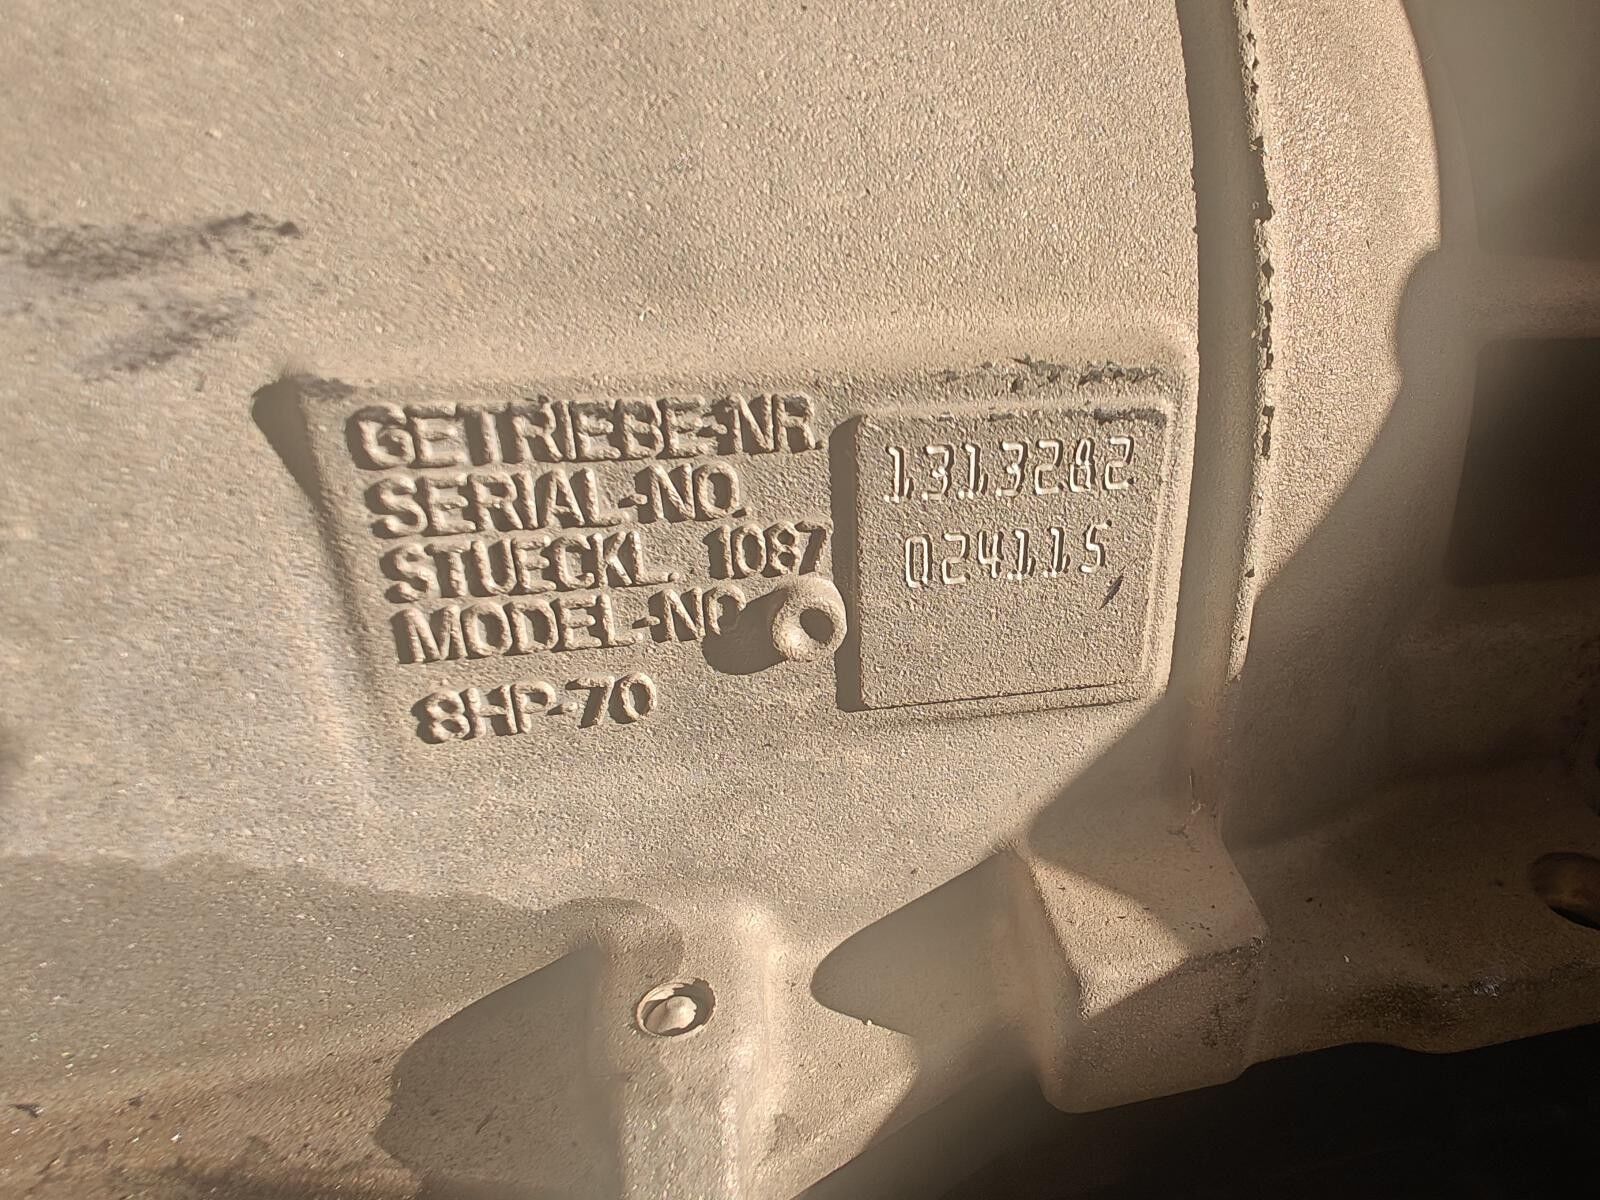 GETRIEBE-NR. 1313282
SERIAL-NO.
STUECKL. 1087 024115
MODEL-NO
8HP-70